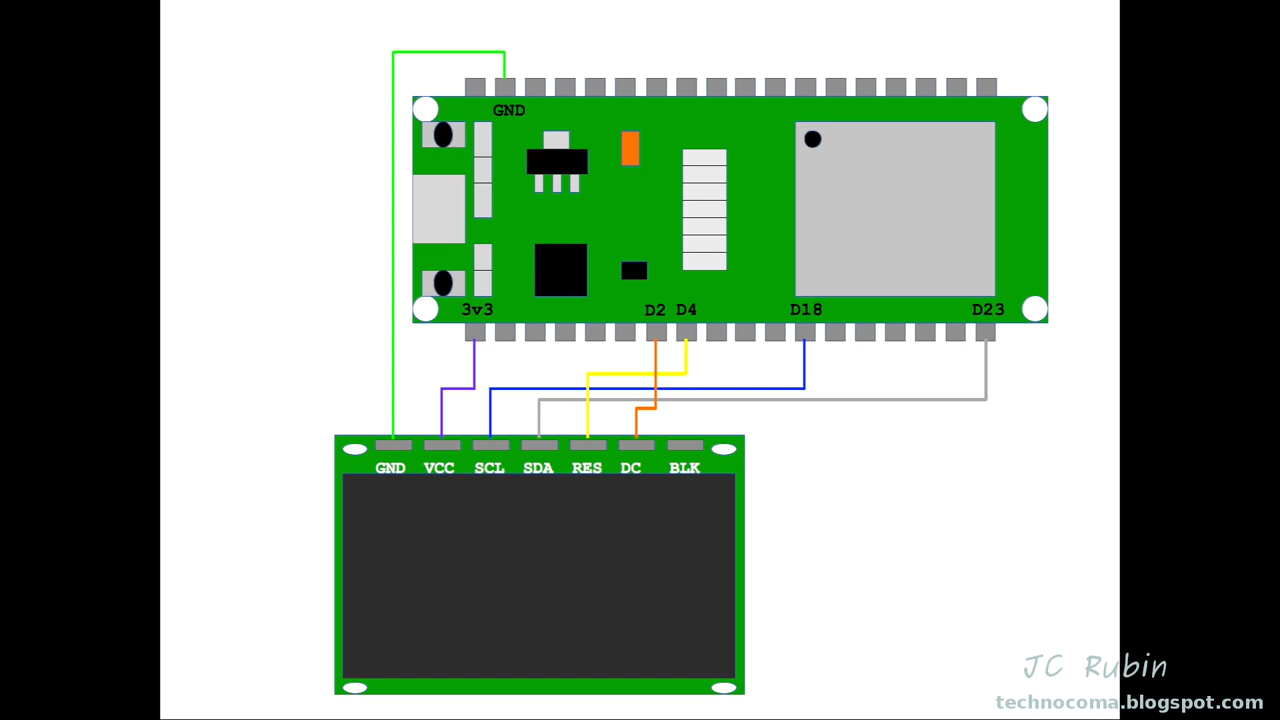 GND
3v3 D2 D4 D18 D23
GND VCC SCL SDA RES DC BLK
JC Rubin
technocoma.blogspot.com